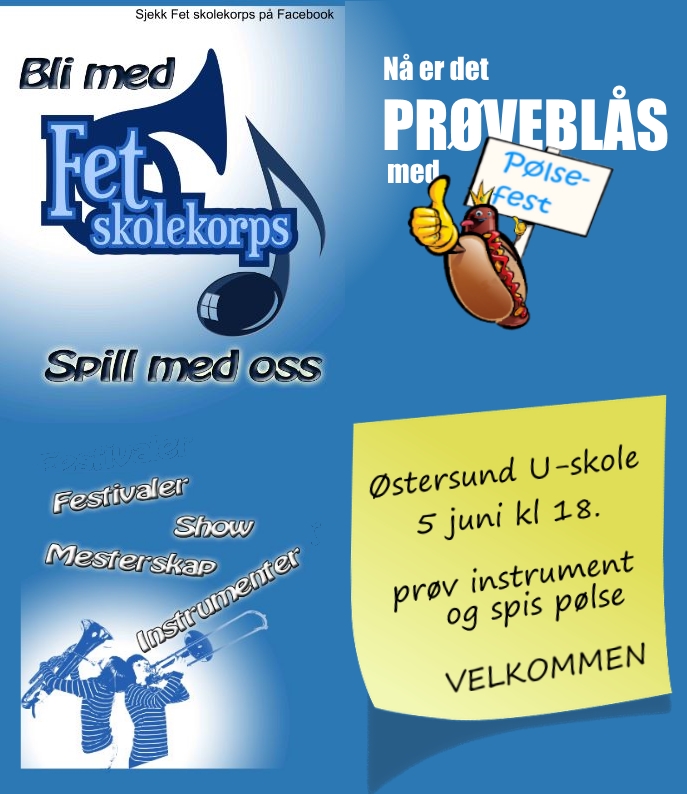 Sjekk Fet skolekorps på Facebook
Bli med
Fet
skolekorps
Spill med oss
Nå er det
PRØVEBLÅS
med
Pølse-
fest
Festivaler
Festivaler
Show
Mesterskap
Instrumenter
Østersund U-skole
5 juni kl 18.
prøv instrument
og spis pølse
VELKOMMEN